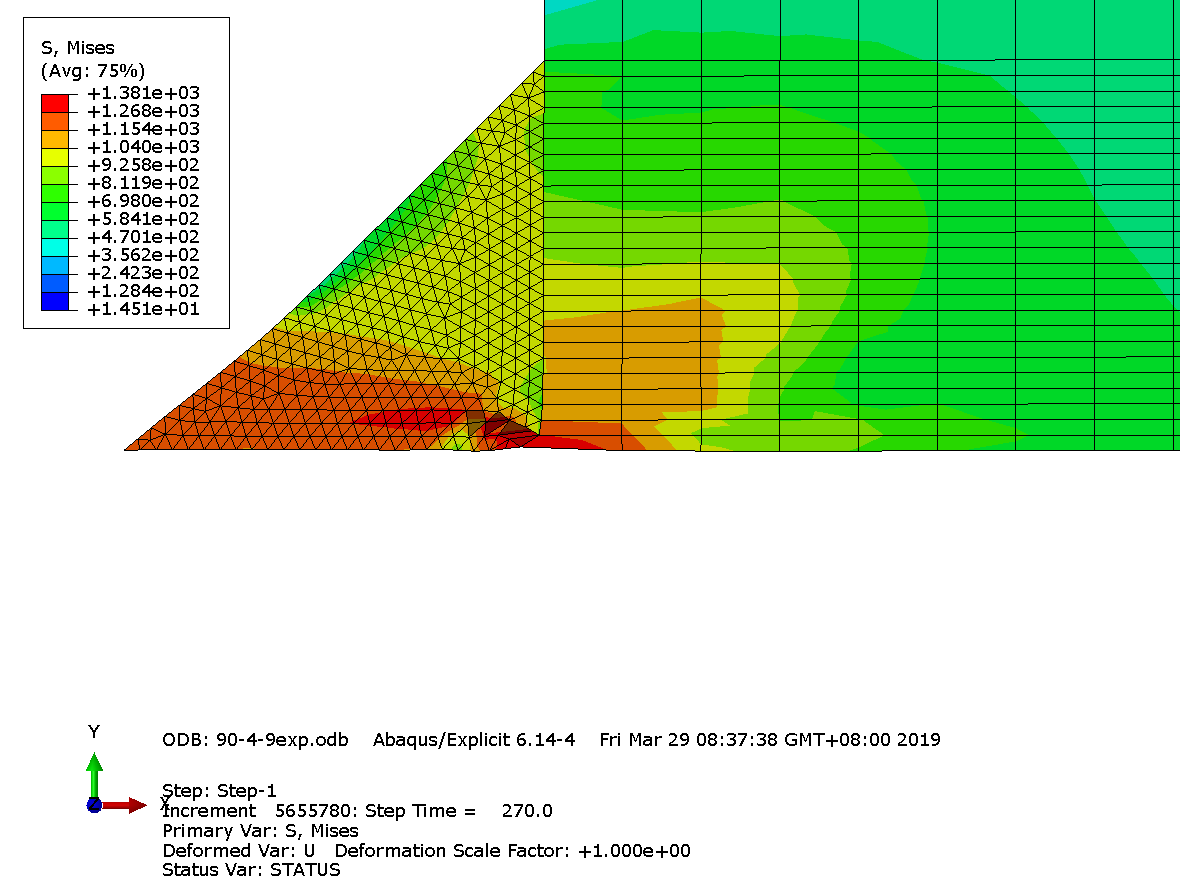 S, Mises
(Avg: 75%)
+1.381e+03
+1.268e+03
+1.154e+03
+1.040e+03
+9.258e+02
+8.119e+02
+6.980e+02
+5.841e+02
+4.701e+02
+3.562e+02
+2.423e+02
+1.284e+02
+1.451e+01
Y
ODB: 90-4-9exp.odb Abaqus/Explicit 6.14-4 Fri Mar 29 08:37:38 GMT+08:00 2019
Z
X
Step: Step-1
Increment 5655780: Step Time = 270.0
Primary Var: S, Mises
Deformed Var: U Deformation Scale Factor: +1.000e+00
Status Var: STATUS